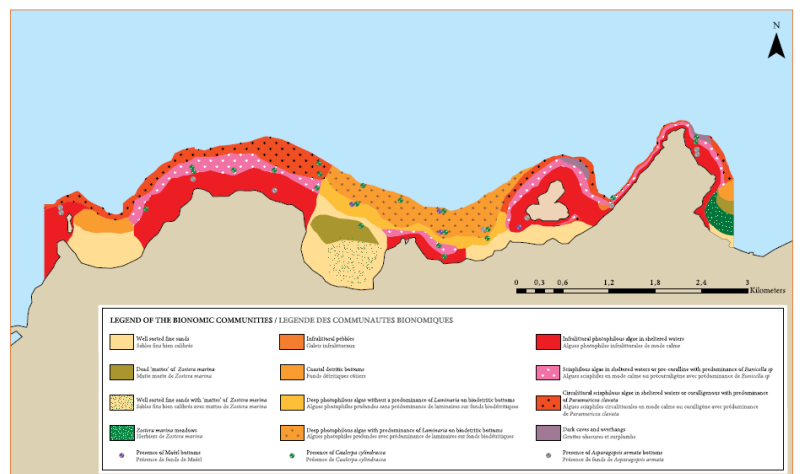 N
0 0,3 0,6 1,2 1,8 2,4 3
Kilometers
LEGEND OF THE BIONOMIC COMMUNITIES / LEGENDE DES COMMUNAUTES BIONOMIQUES
Well sorted fine sands
Sables fins bien calibrés
Dead 'mattes' of Zostera marina
Matte morte de Zostera marina
Well sorted fine sands with 'mattes' of Zostera marina
Sables fins bien calibrés avec mattes de Zostera marina
Zostera marina meadows
Herbiers de Zostera marina
Presence of Maërl bottoms
Présence de fonds de Maërl
Infralittoral pebbles
Galets infralittoraux
Coastal detritic bottoms
Fonds détritiques côtiers
Deep photophilous algae without a predominance of Laminaria on biodetritic bottoms
Algues photophiles profondes sans prédominance de laminaires sur fonds biodétritiques
Deep photophilous algae with predominance of Laminaria on biodetritic bottoms
Algues photophiles profondes avec prédominance de laminaires sur fonds biodétritiques
Presence of Caulerpa cylindracea
Présence de Caulerpa cylindracea
Infralittoral photophilous algae in sheltered waters
Algues photophiles infralittorales de mode calme
Sciaphilous algae in sheltered waters or pre-coralline with predominance of Eunicella sp
Algues sciaphiles en mode calme ou précoralligène avec prédominance de Eunicella sp
Circalittoral sciaphilous algae in sheltered waters or coralligenous with predominance
of Paramuricea clavata
Algues sciaphiles circalittorales en mode calme ou coralligène avec prédominance
de Paramuricea clavata
Dark caves and overhangs
Grottes obscures et surplombs
Presence of Asparagopsis armata bottoms
Présence de fonds de Asparagopsis armata